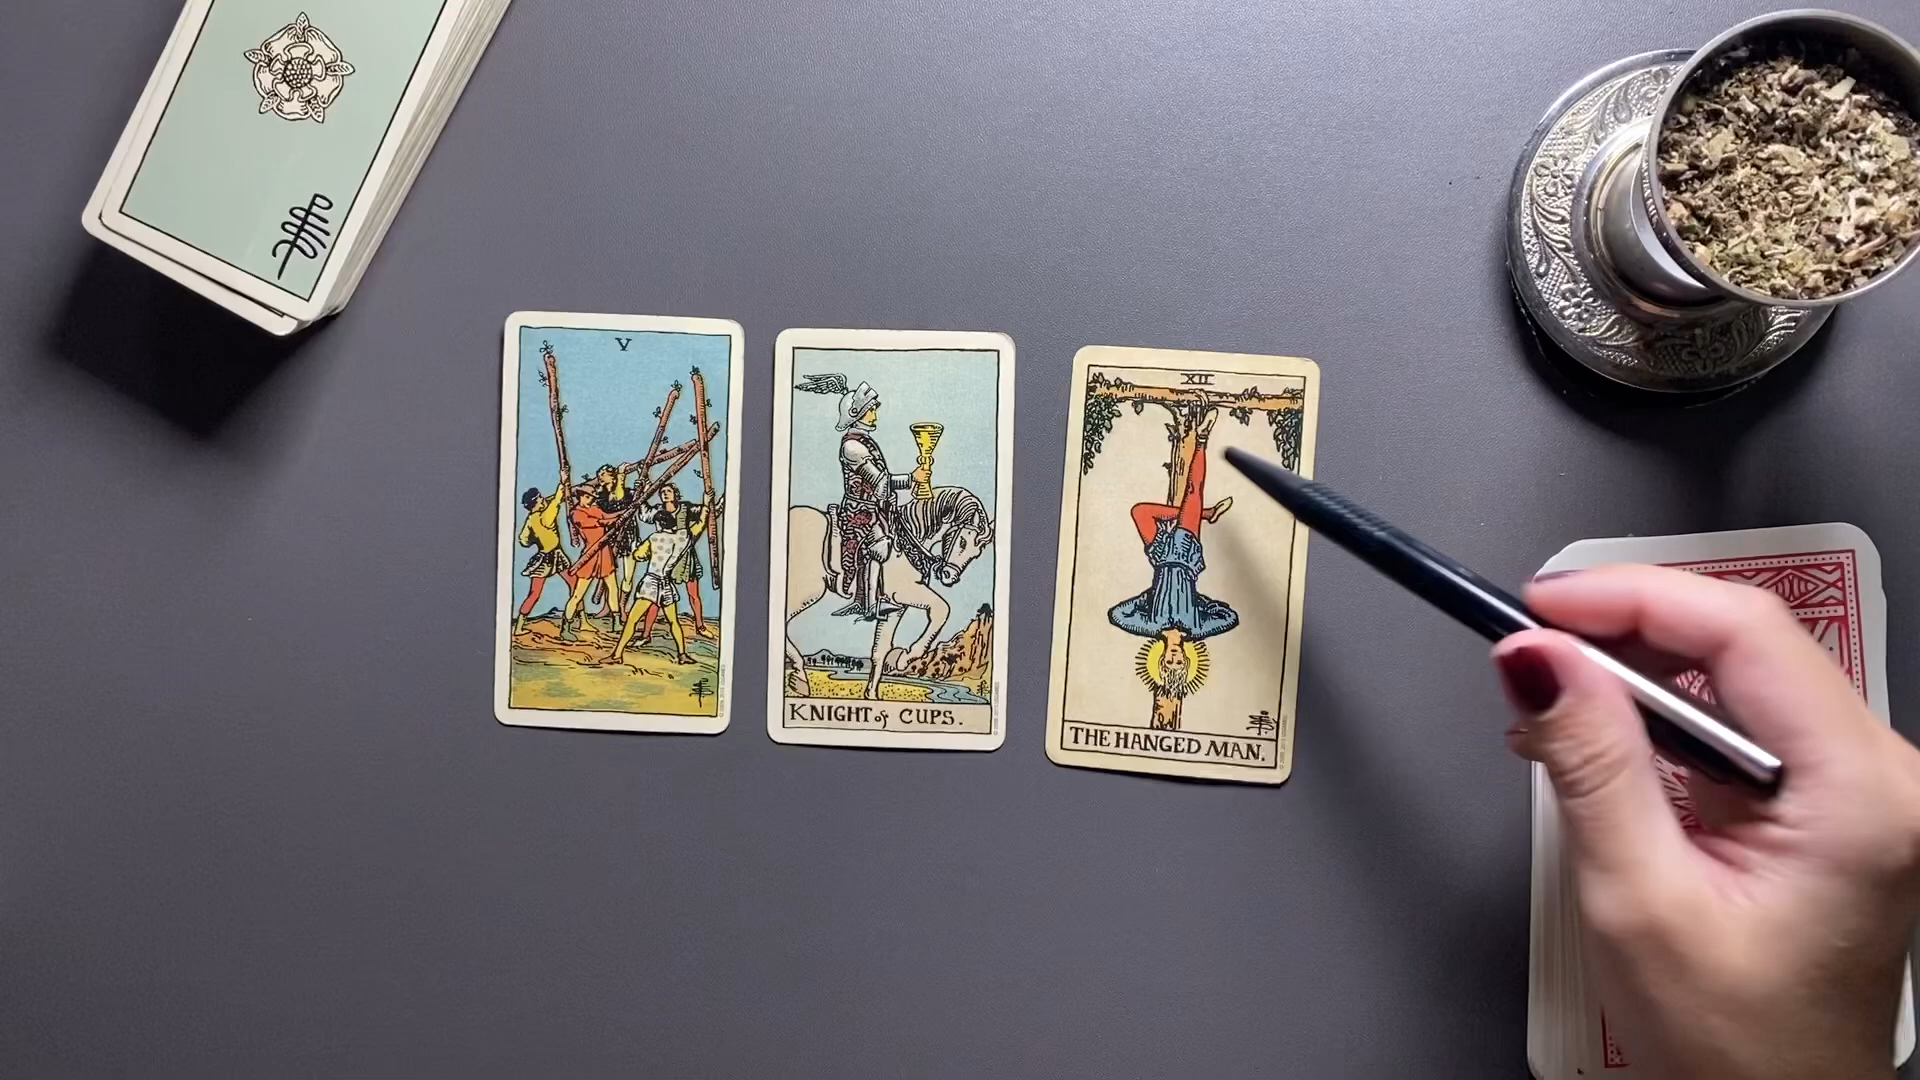 V
KNIGHT of CUPS.
XII
THE HANGED MAN.